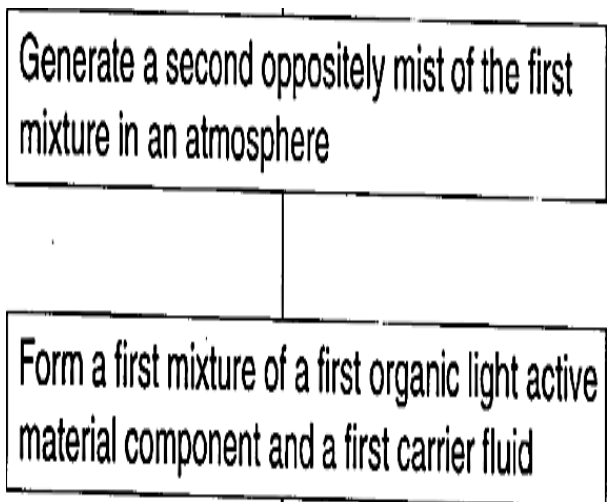 Generate a second oppositely mist of the first
mixture in an atmosphere
Form a first mixture of a first organic light active
material component and a first carrier fluid